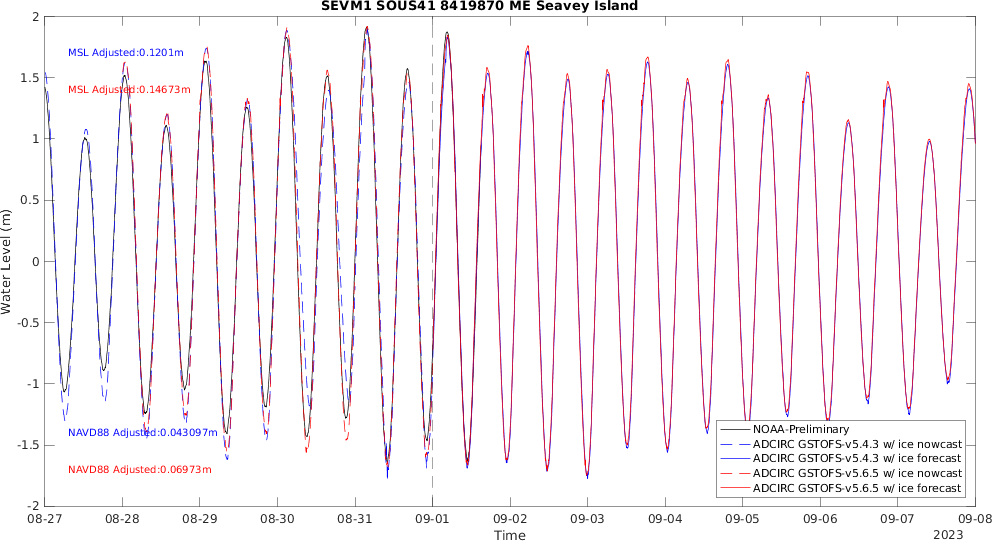 SEVM1 SOUS41 8419870 ME Seavey Island
2
1.5
1
0.5
0
-0.5
-1
-1.5
-2
Water Level (m)
MSL Adjusted:0.1201m
MSL Adjusted:0.14673m
NAVD88 Adjusted:0.043097m
NAVD88 Adjusted:0.06973m
NOAA-Preliminary
ADCIRC GSTOFS-v5.4.3 w/ ice nowcast
ADCIRC GSTOFS-v5.4.3 w/ ice forecast
ADCIRC GSTOFS-v5.6.5 w/ ice nowcast
ADCIRC GSTOFS-v5.6.5 w/ ice forecast
08-27 08-28 08-29 08-30 08-31 09-01 09-02 09-03 09-04 09-05 09-06 09-07 09-08
Time
2023